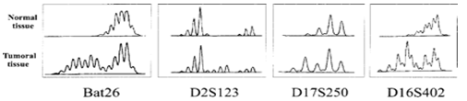 Normal
tissue
Tumoral
tissue
Bat26 D2S123 D17S250 D16S402